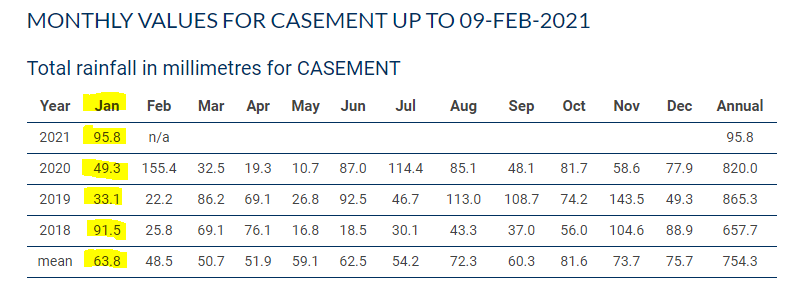 MONTHLY VALUES FOR CASEMENT UP TO 09-FEB-2021
Total rainfall in millimetres for CASEMENT
Year Jan Feb Mar Apr May Jun Jul Aug Sep Oct Nov Dec Annual
2021 95.8 n/a 95.8
2020 49.3 155.4 32.5 19.3 10.7 87.0 114.4 85.1 48.1 81.7 58.6 77.9 820.0
2019 33.1 22.2 86.2 69.1 26.8 92.5 46.7 113.0 108.7 74.2 143.5 49.3 865.3
2018 91.5 25.8 69.1 76.1 16.8 18.5 30.1 43.3 37.0 56.0 104.6 88.9 657.7
mean 63.8 48.5 50.7 51.9 59.1 62.5 54.2 72.3 60.3 81.6 73.7 75.7 754.3